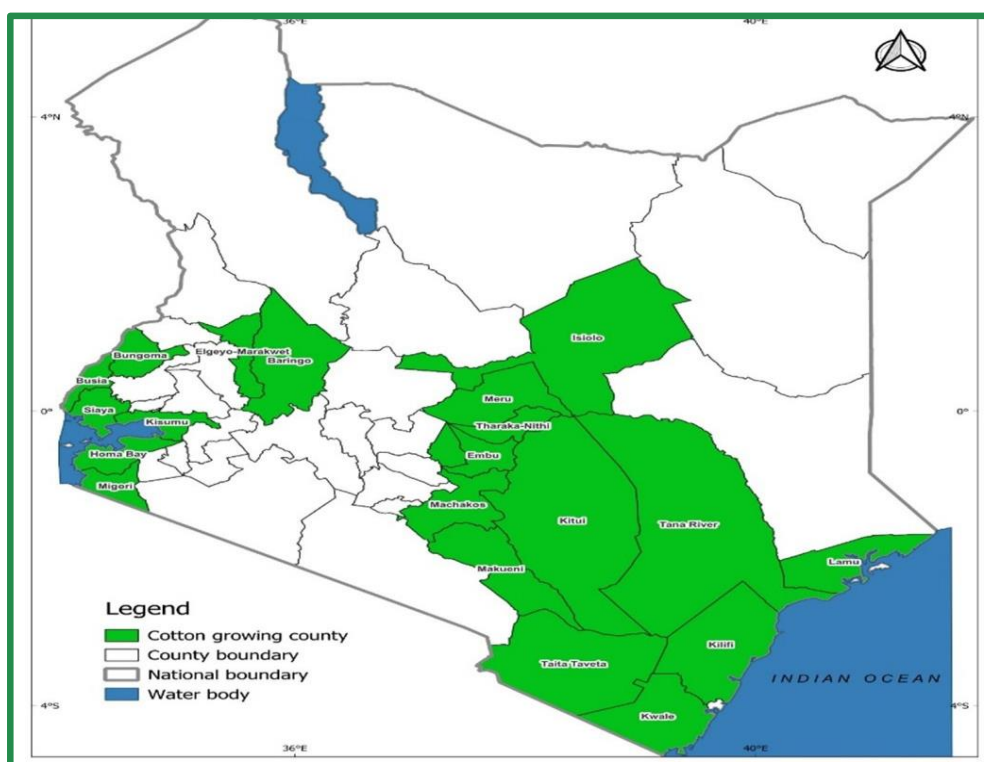 36°E
40°E
4°N
4°N
Isiolo
Bungoma
Elgeyo-Marakwet
Baringo
Busia
Meru
Siaya
0°
0°
Kisumu
Tharaka-Nithi
Homa Bay
Embu
Migori
Machakos
Kitui
Tana River
Lamu
Makueni
Legend
Cotton growing county
County boundary
National boundary
Water body
Kilifi
Taita Taveta
INDIAN OCEAN
Kwale
4°S
4°S
36°E
40°E